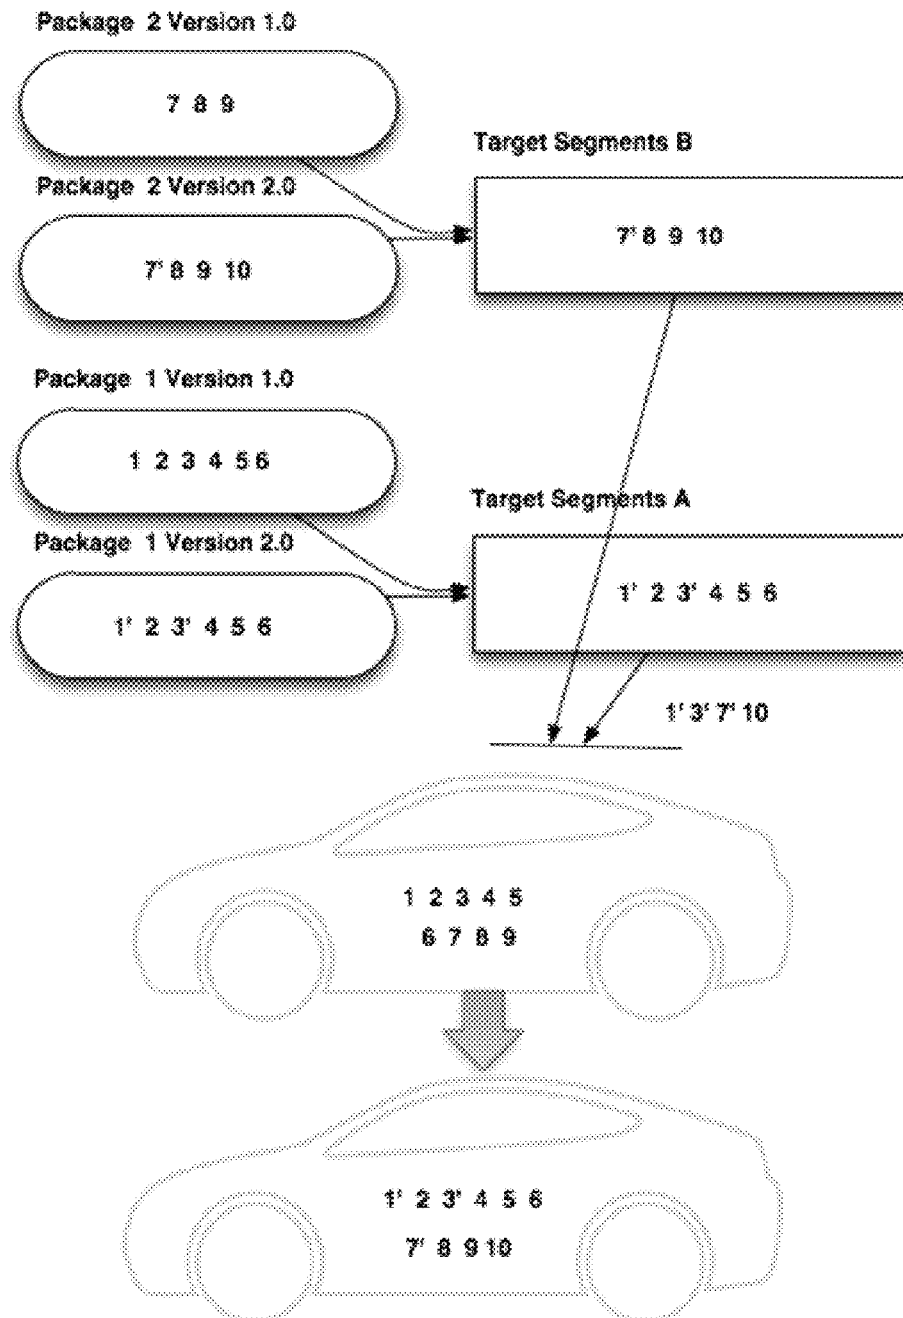 Package 2 Version 1.0
7 8 9
Package 2 Version 2.0
7' 8 9 10
Target Segments B
7' 8 9 10
Package 1 Version 1.0
1 2 3 4 5 6
Package 1 Version 2.0
1' 2 3' 4 5 6
Target Segments A
1' 2 3' 4 5 6
1' 3' 7' 10
1 2 3 4 5
6 7 8 9
1' 2 3' 4 5 6
7' 8 9 10